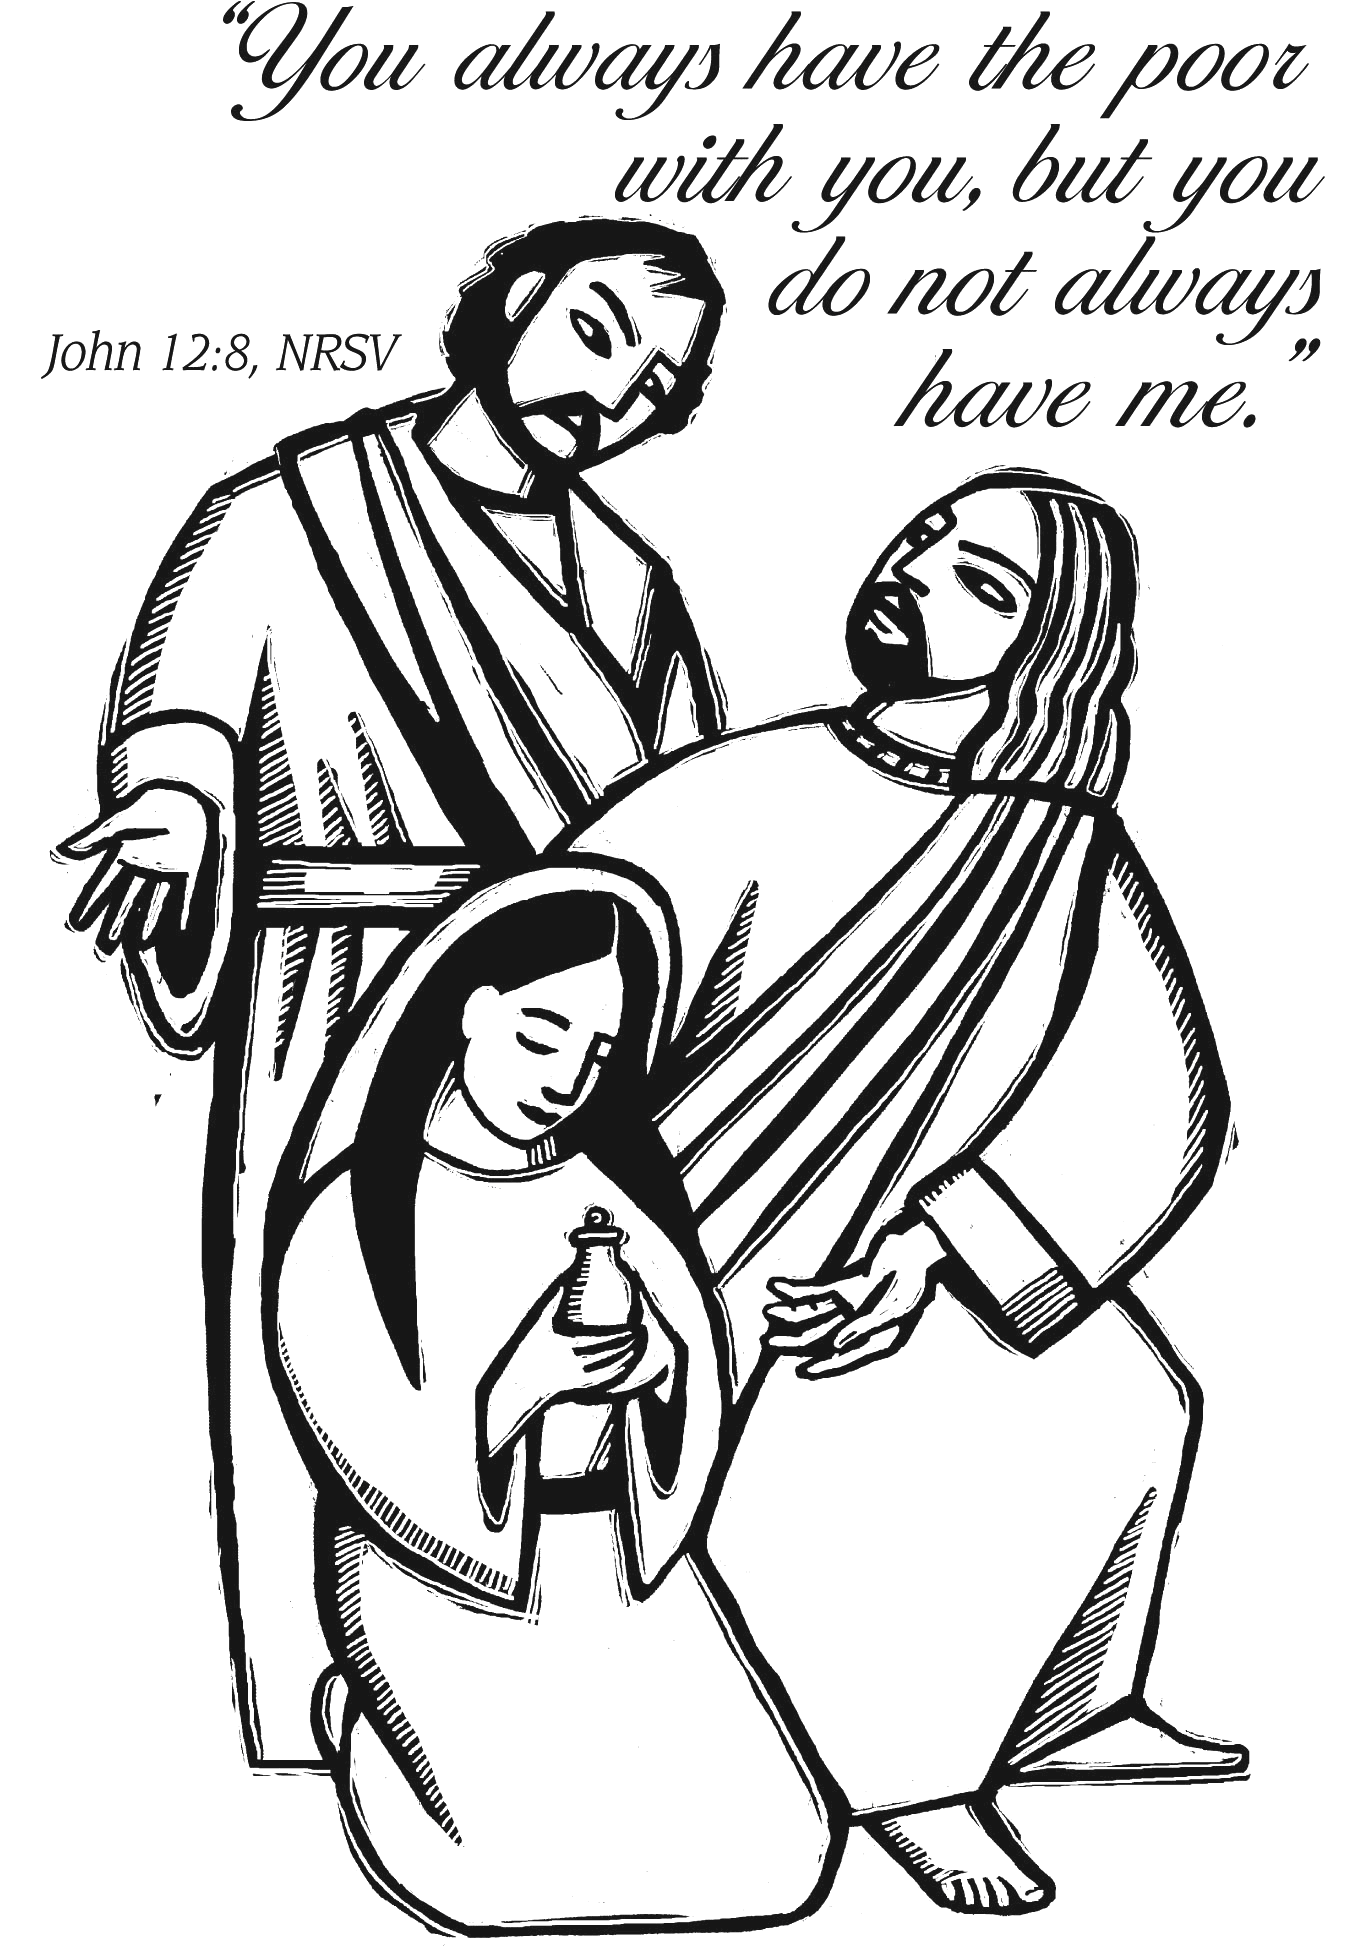 “You always have the poor
with you, but you
do not always
have me.”
John 12:8, NRSV